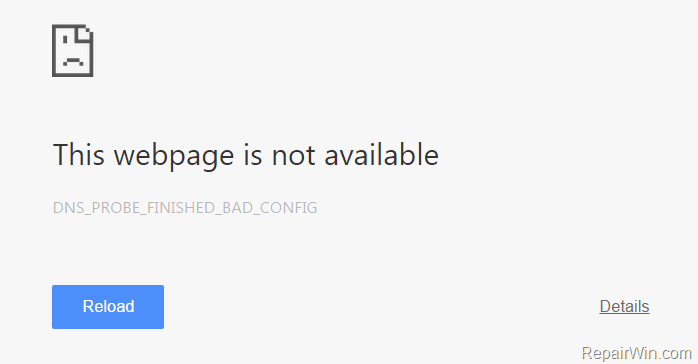 This webpage is not available
DNS_PROBE_FINISHED_BAD_CONFIG
Reload
Details
RepairWin.com